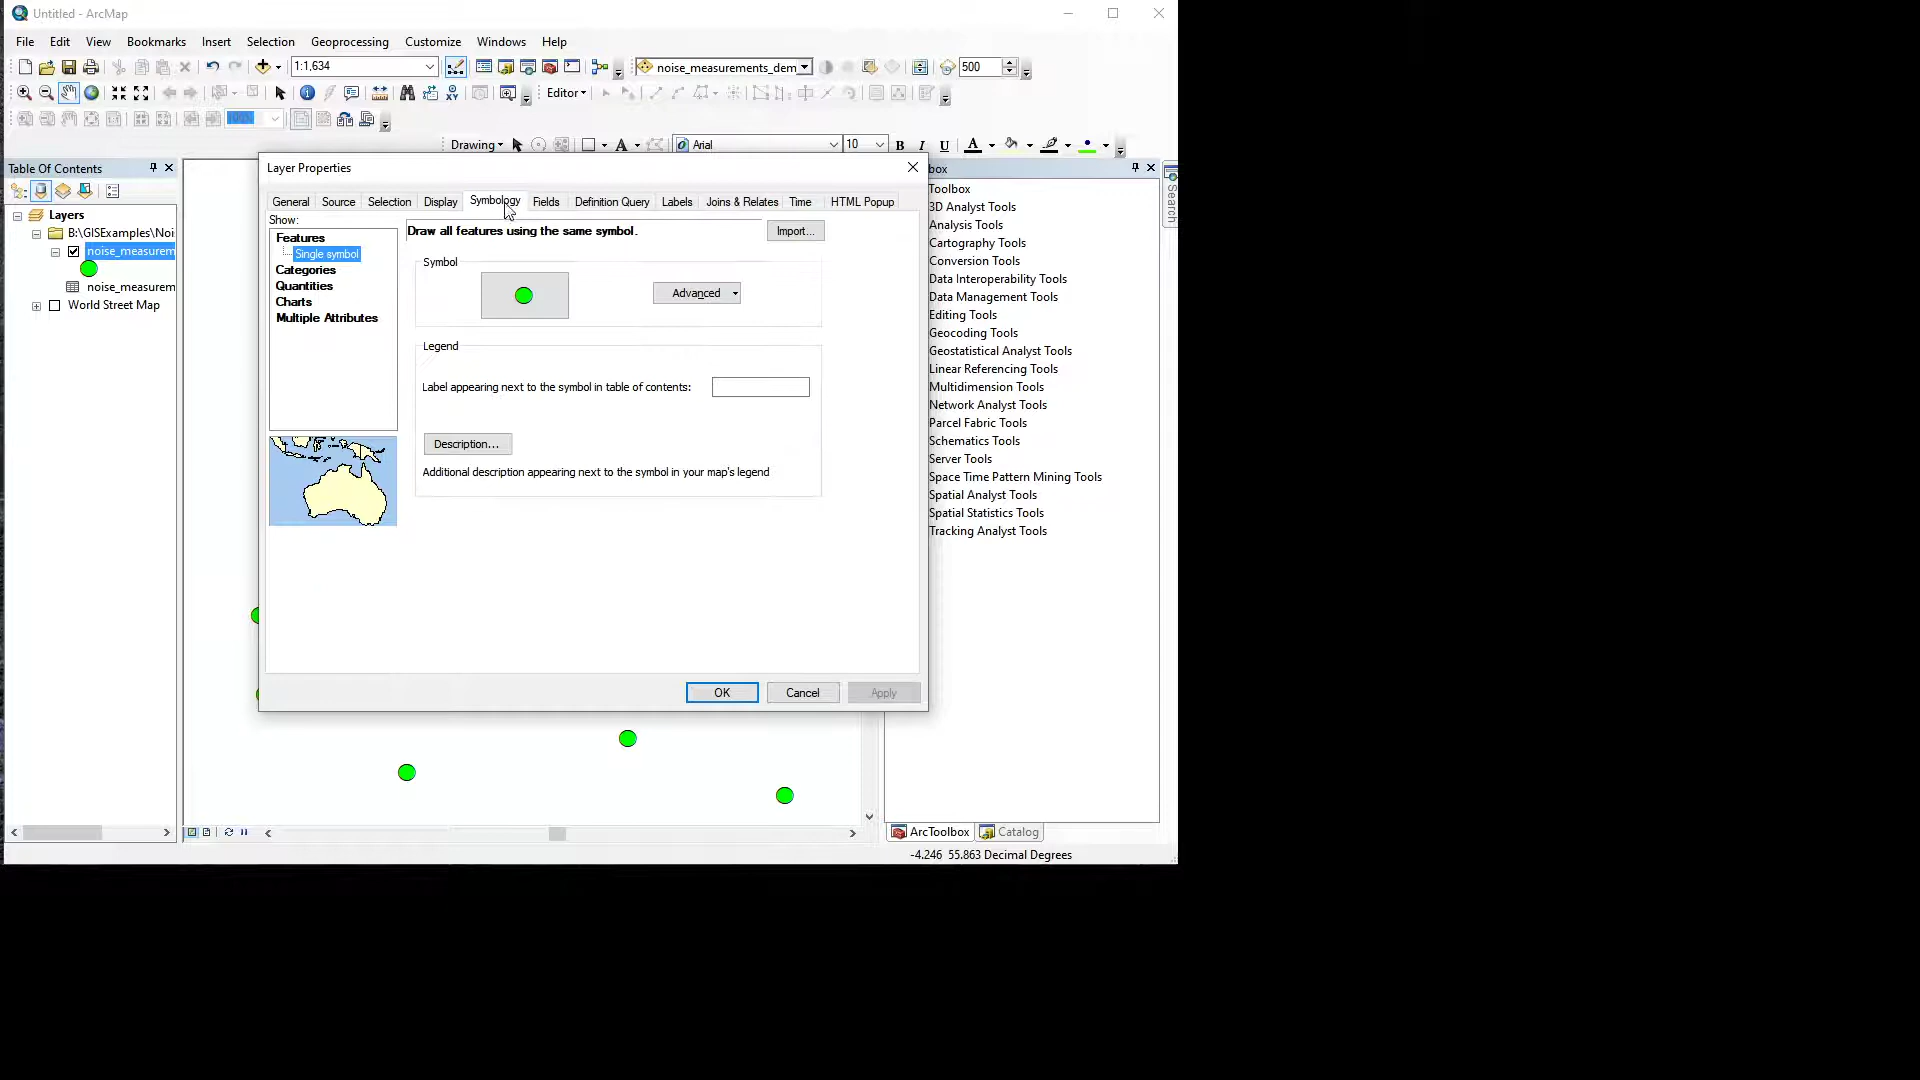 Untitled - ArcMap
File Edit View Bookmarks Insert Selection Geoprocessing Customize Windows Help
1:1,634 noise_measurements_dem 500
Editor
100%
Drawing A Arial 10 B I U A
Table Of Contents
Layers
B:\GISExamples\Noi
noise_measurem
noise_measurem
World Street Map
Layer Properties
General Source Selection Display Symbology Fields Definition Query Labels Joins & Relates Time HTML Popup
Show:
Features
Single symbol
Categories
Quantities
Charts
Multiple Attributes
Draw all features using the same symbol.
Import...
Symbol
Advanced
Legend
Label appearing next to the symbol in table of contents:
Description...
Additional description appearing next to the symbol in your map's legend
OK Cancel Apply
box
Toolbox
3D Analyst Tools
Analysis Tools
Cartography Tools
Conversion Tools
Data Interoperability Tools
Data Management Tools
Editing Tools
Geocoding Tools
Geostatistical Analyst Tools
Linear Referencing Tools
Multidimension Tools
Network Analyst Tools
Parcel Fabric Tools
Schematics Tools
Server Tools
Space Time Pattern Mining Tools
Spatial Analyst Tools
Spatial Statistics Tools
Tracking Analyst Tools
Search
ArcToolbox Catalog
-4.246 55.863 Decimal Degrees